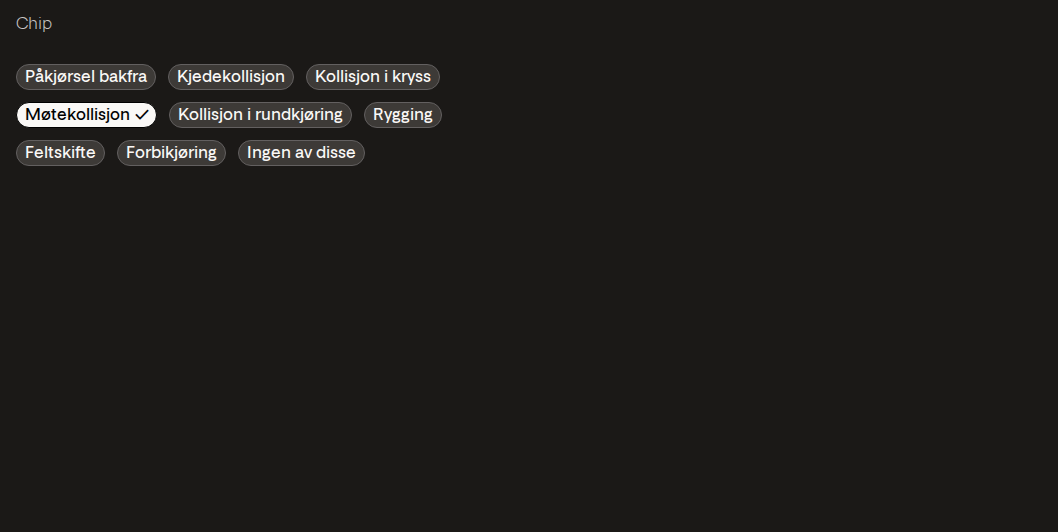 Chip
Påkjørsel bakfra Kjedekollisjon Kollisjon i kryss
Møtekollisjon Kollisjon i rundkjøring Rygging
Feltskifte Forbikjøring Ingen av disse